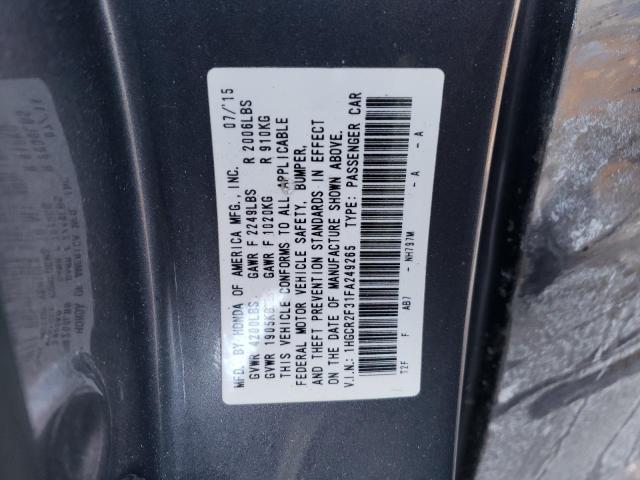 MFD. BY HONDA OF AMERICA MFG., INC. 07/15
GVWR 4200LBS GAWR F 2249LBS R 2006LBS
GVWR 1905KG GAWR F 1020KG R 910KG
THIS VEHICLE CONFORMS TO ALL APPLICABLE
FEDERAL MOTOR VEHICLE SAFETY, BUMPER,
AND THEFT PREVENTION STANDARDS IN EFFECT
ON THE DATE OF MANUFACTURE SHOWN ABOVE.
V.I.N.: 1HGCR2F31FA249265 TYPE: PASSENGER CAR
T2F F AB7 NH797M - A - A